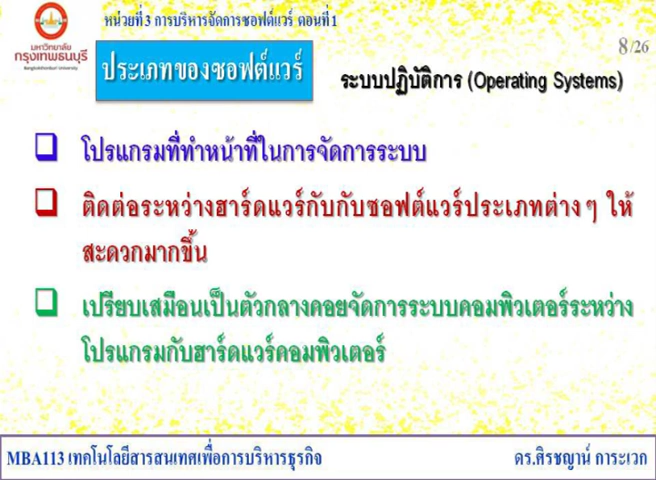 หน่วยที่ 3 การบริหารจัดการซอฟต์แวร์ ตอนที่ 1
8/26
มหาวิทยาลัย
กรุงเทพธนบุรี
Bangkokthonburi University
ประเภทของซอฟต์แวร์
ระบบปฏิบัติการ (Operating Systems)
โปรแกรมที่ทำหน้าที่ในการจัดการระบบ
ติดต่อระหว่างฮาร์ดแวร์กับกับซอฟต์แวร์ประเภทต่างๆ ให้
สะดวกมากขึ้น
เปรียบเสมือนเป็นตัวกลางคอยจัดการระบบคอมพิวเตอร์ระหว่าง
โปรแกรมกับฮาร์ดแวร์คอมพิวเตอร์
MBA113 เทคโนโลยีสารสนเทศเพื่อการบริหารธุรกิจ
ดร.ศิรชญาน์ การะเวก